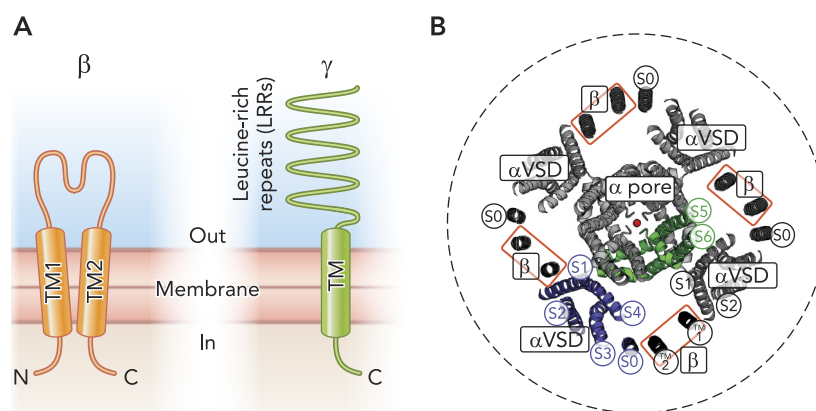 A
β
γ
Leucine-rich
repeats (LRRs)
Out
Membrane
In
TM1
TM2
TM
N
C
C
B
S0
β
αVSD
αVSD
α pore
β
S0
S5
S6
S0
β
S1
S1
αVSD
S2
S2
S4
αVSD
S3
S0
TM
1
TM
2
β